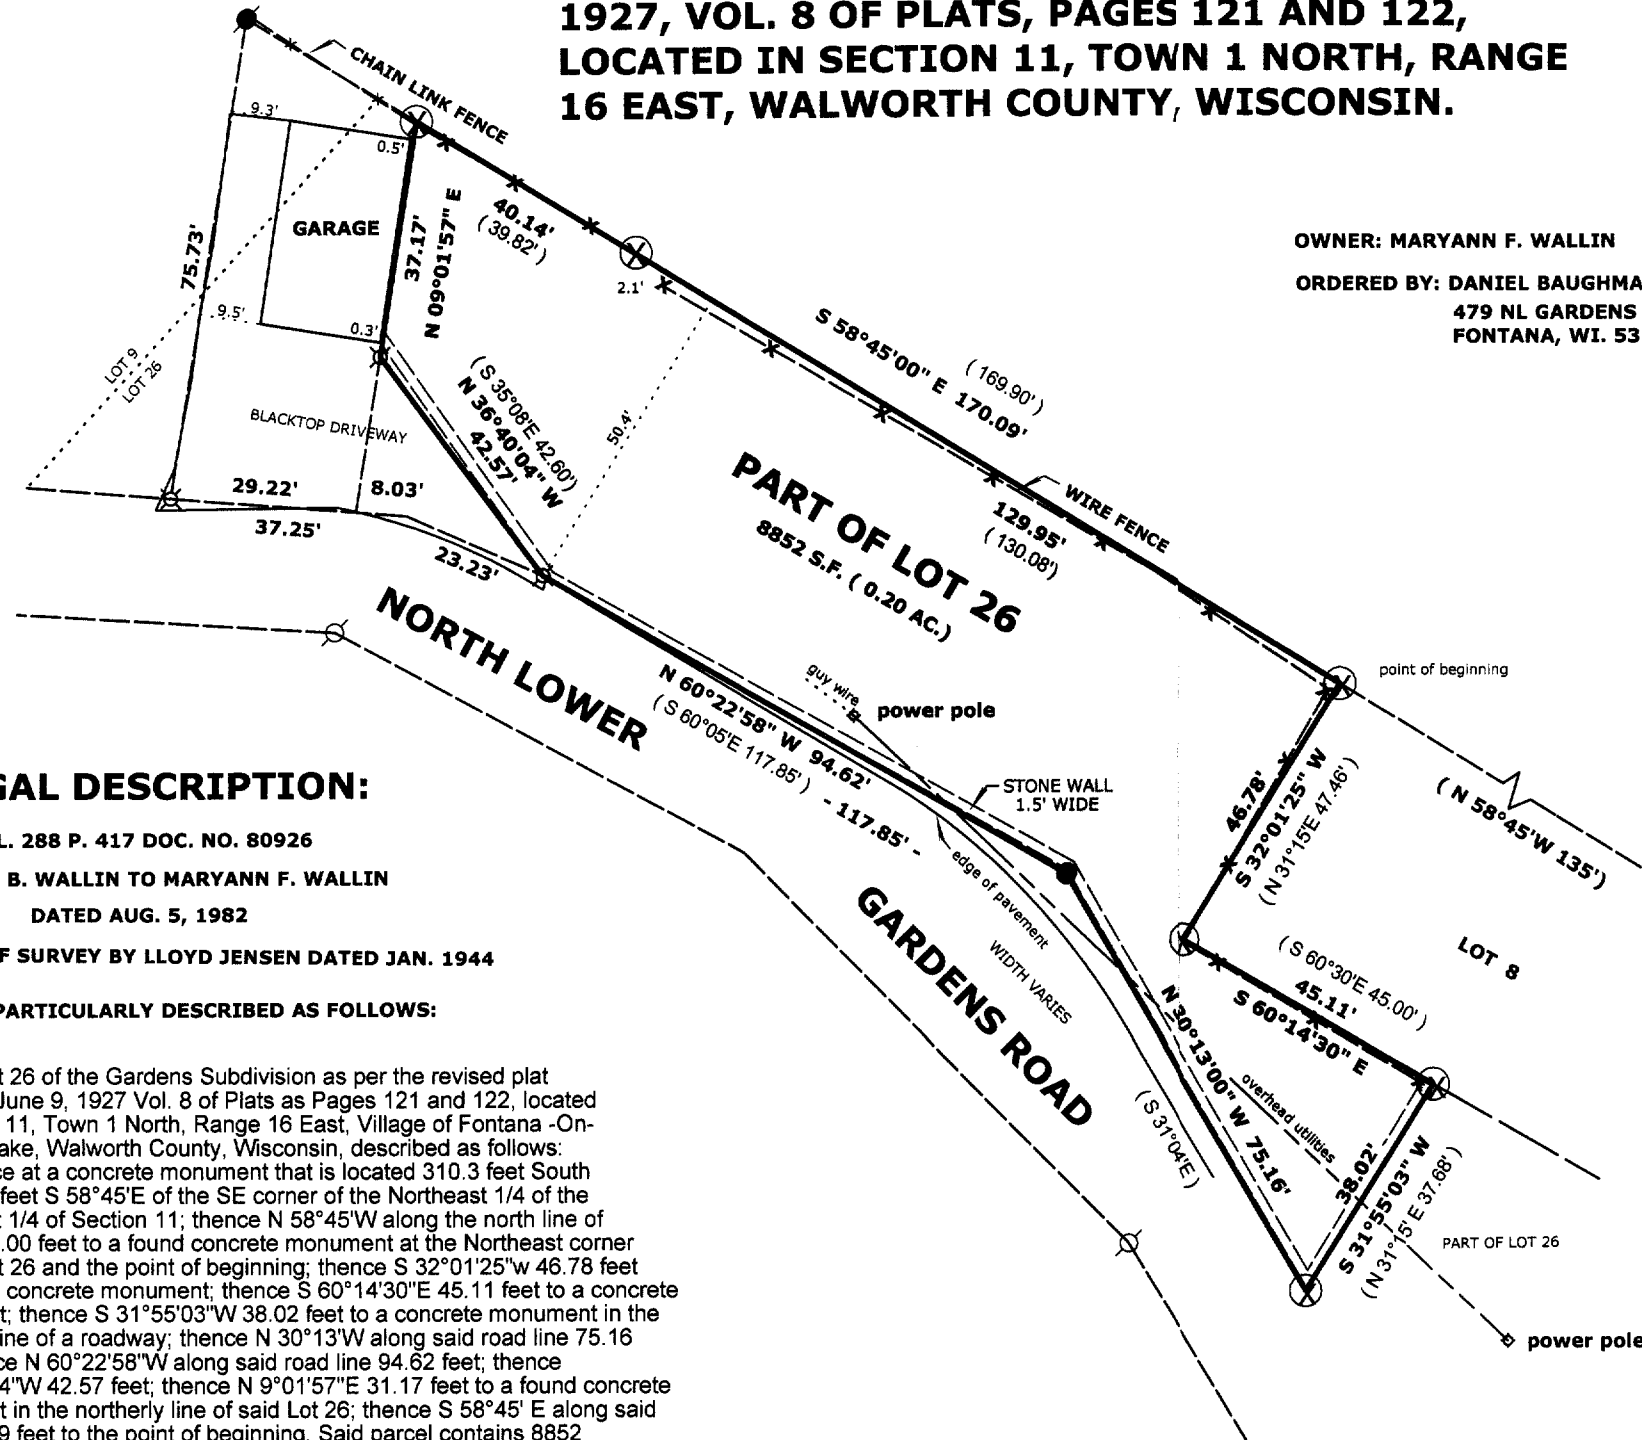 1927, VOL. 8 OF PLATS, PAGES 121 AND 122,
LOCATED IN SECTION 11, TOWN 1 NORTH, RANGE
16 EAST, WALWORTH COUNTY, WISCONSIN.
OWNER: MARYANN F. WALLIN
ORDERED BY: DANIEL BAUGHMA
479 NL GARDENS
FONTANA, WI. 53
CHAIN LINK FENCE
9.3'
0.5'
GARAGE
75.73'
37.17'
N 09°01'57" E
40.14'
( 39.82' )
2.1'
9.5'
0.3'
LOT 9
LOT 26
BLACKTOP DRIVEWAY
( S 35°08'E 42.60')
N 36°40'04" W
42.57'
50.4'
S 58°45'00" E 170.09'
( 169.90')
29.22'
8.03'
37.25'
23.23'
PART OF LOT 26
8852 S.F. ( 0.20 AC.)
WIRE FENCE
129.95'
( 130.08')
NORTH LOWER
GARDENS ROAD
N 60°22'58" W 94.62'
( S 60°05'E 117.85' )
- 117.85' -
guy wire
power pole
STONE WALL
1.5' WIDE
edge of pavement
WIDTH VARIES
point of beginning
46.78'
S 32°01'25" W
( N 31°15'E 47.46')
( N 58°45'W 135')
LOT 8
( S 60°30'E 45.00')
45.11'
S 60°14'30" E
N 30°13'00" W 75.16'
( S 31°04'E )
overhead utilities
38.02'
S 31°55'03" W
( N 31°15' E 37.68' )
PART OF LOT 26
power pole
GAL DESCRIPTION:
L. 288 P. 417 DOC. NO. 80926
B. WALLIN TO MARYANN F. WALLIN
DATED AUG. 5, 1982
F SURVEY BY LLOYD JENSEN DATED JAN. 1944
PARTICULARLY DESCRIBED AS FOLLOWS:
t 26 of the Gardens Subdivision as per the revised plat
June 9, 1927 Vol. 8 of Plats as Pages 121 and 122, located
11, Town 1 North, Range 16 East, Village of Fontana -On-
ake, Walworth County, Wisconsin, described as follows:
ce at a concrete monument that is located 310.3 feet South
feet S 58°45'E of the SE corner of the Northeast 1/4 of the
t 1/4 of Section 11; thence N 58°45'W along the north line of
.00 feet to a found concrete monument at the Northeast corner
t 26 and the point of beginning; thence S 32°01'25"w 46.78 feet
concrete monument; thence S 60°14'30"E 45.11 feet to a concrete
t; thence S 31°55'03"W 38.02 feet to a concrete monument in the
ine of a roadway; thence N 30°13'W along said road line 75.16
ce N 60°22'58"W along said road line 94.62 feet; thence
4"W 42.57 feet; thence N 9°01'57"E 31.17 feet to a found concrete
t in the northerly line of said Lot 26; thence S 58°45' E along said
9 feet to the point of beginning. Said parcel contains 8852